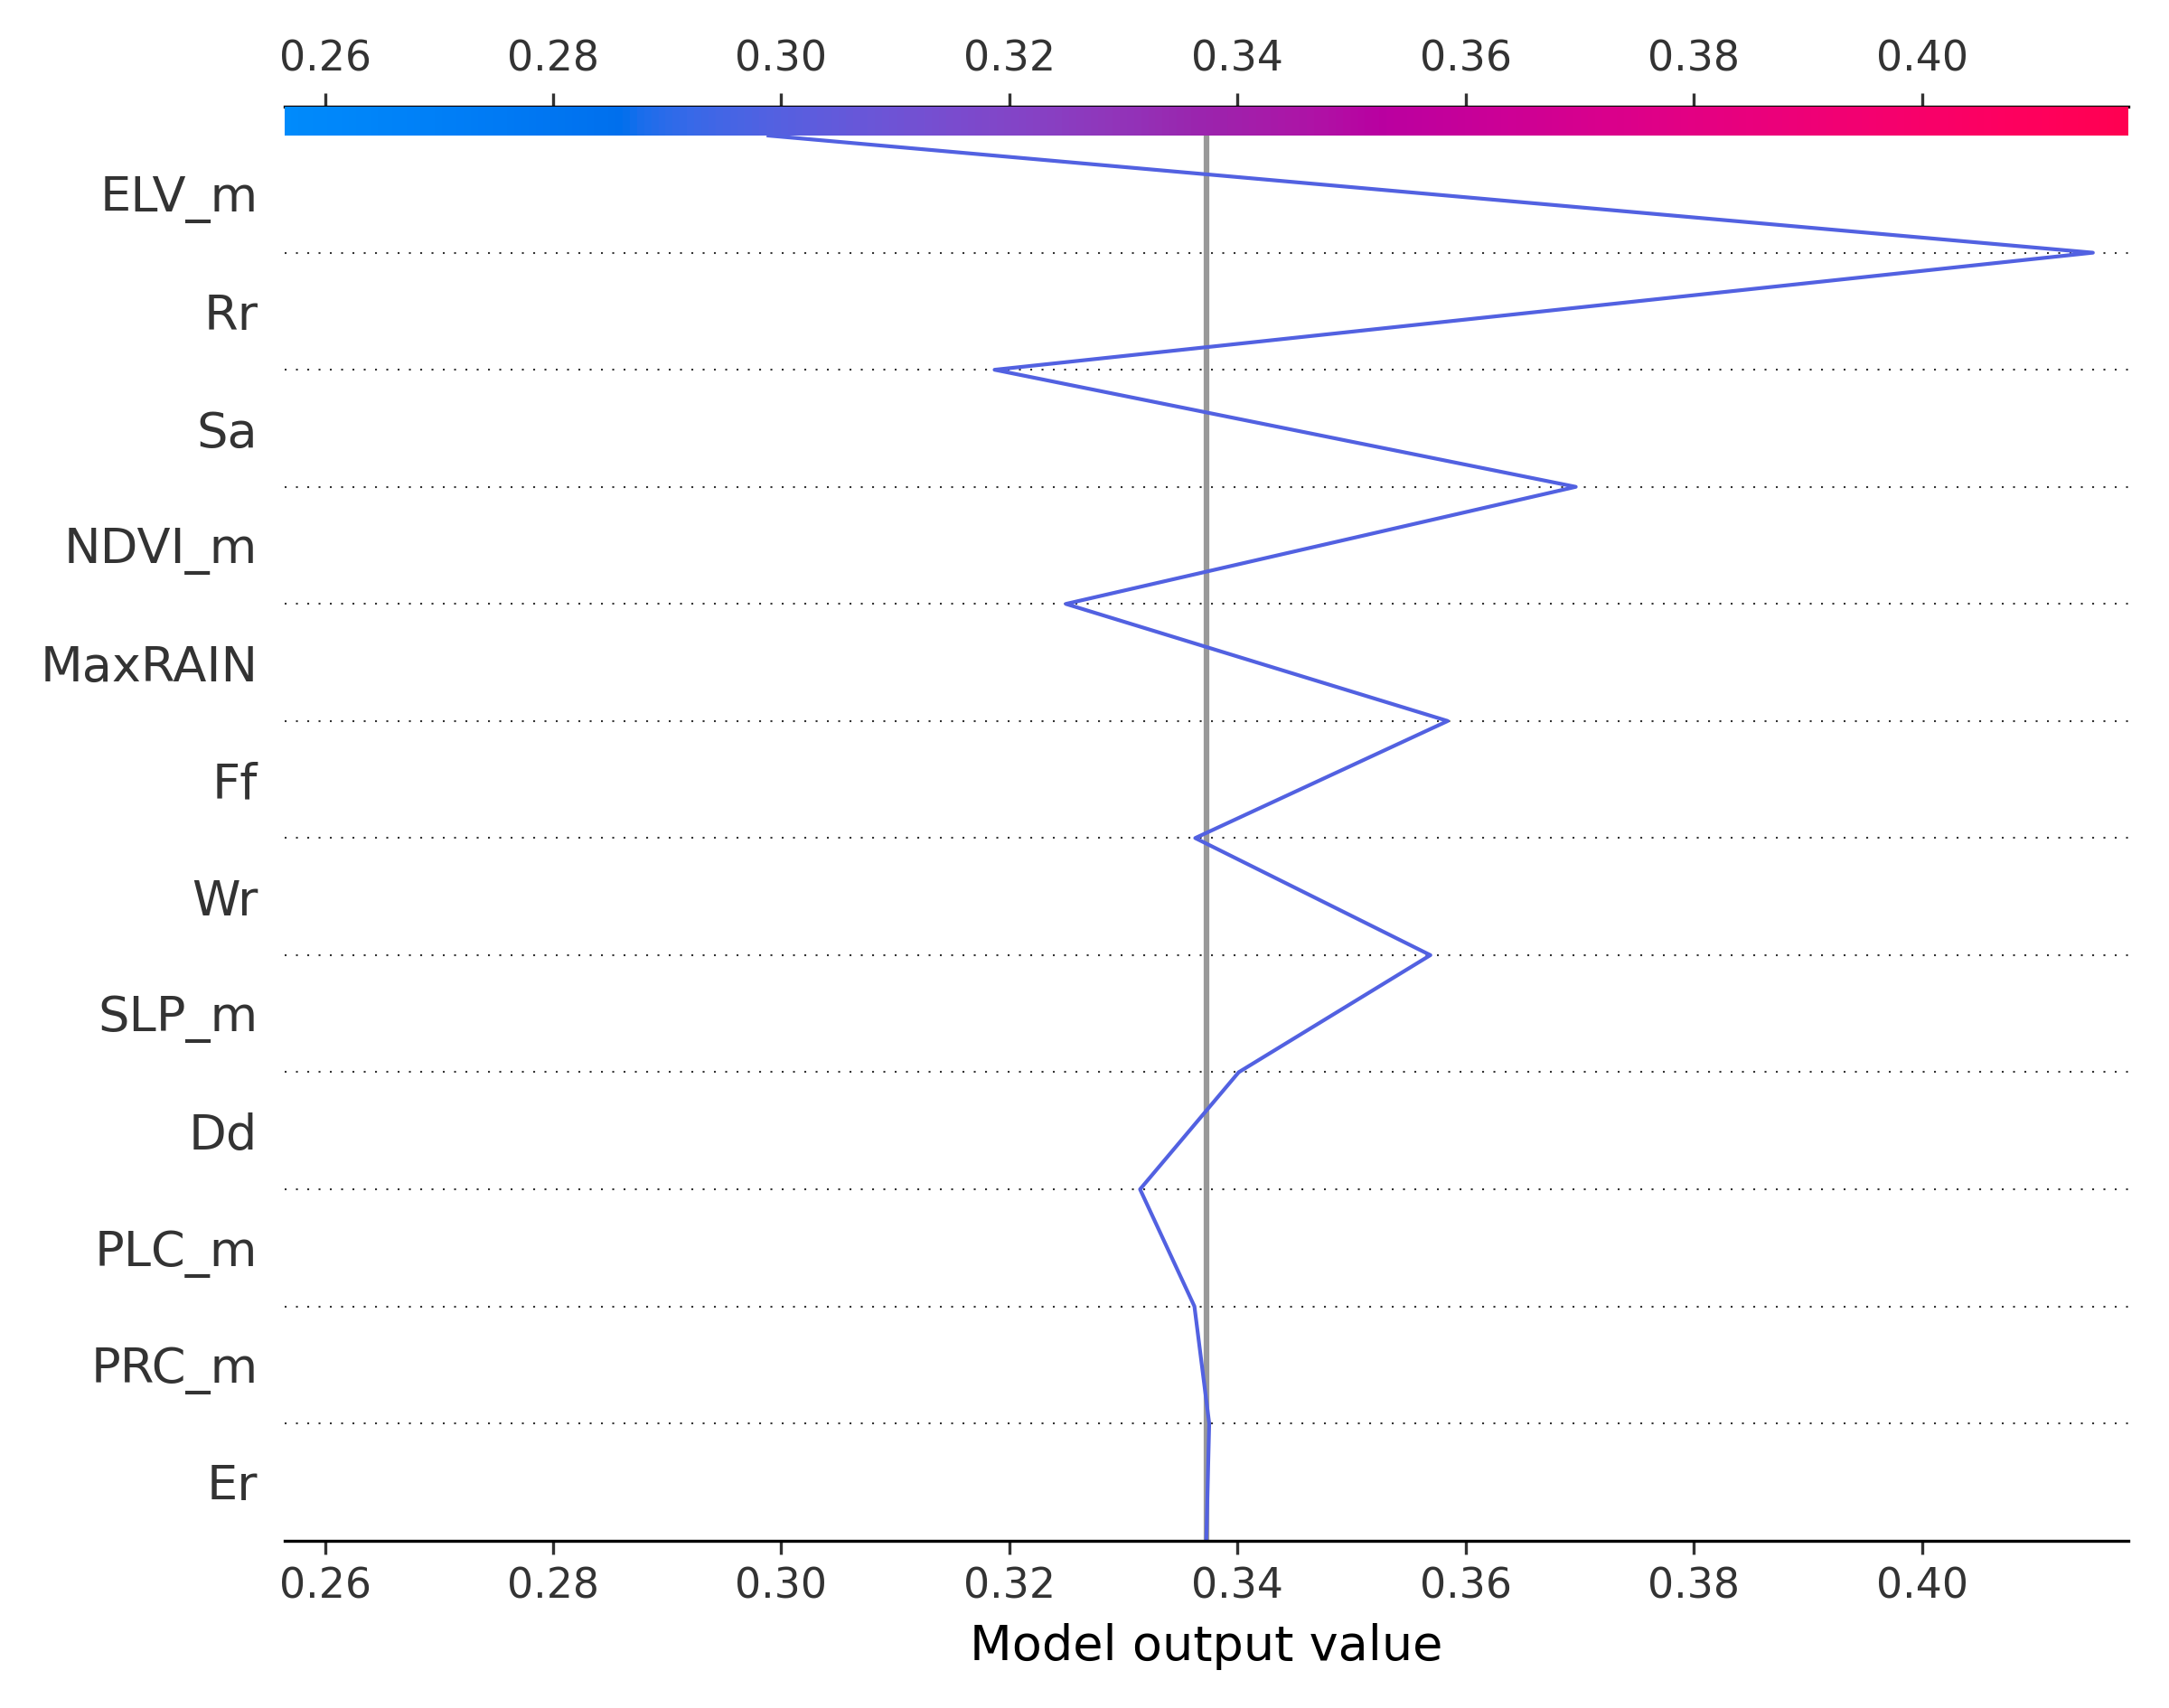 0.26 0.28 0.30 0.32 0.34 0.36 0.38 0.40
ELV_m
Rr
Sa
NDVI_m
MaxRAIN
Ff
Wr
SLP_m
Dd
PLC_m
PRC_m
Er
0.26 0.28 0.30 0.32 0.34 0.36 0.38 0.40
Model output value